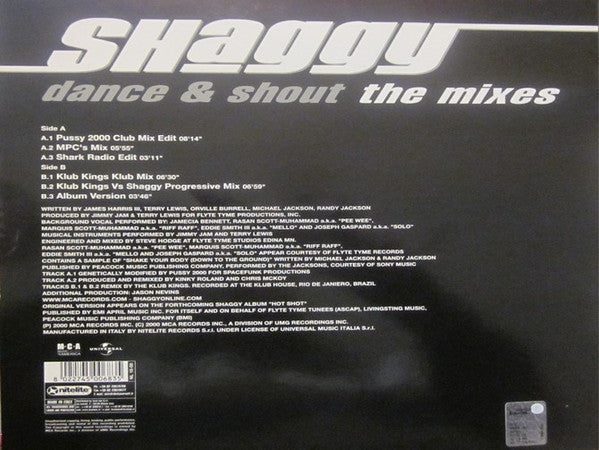 SHaggy
dance & shout the mixes
Side A
A.1 Pussy 2000 Club Mix Edit 08'14"
A.2 MPC's Mix 05'55"
A.3 Shark Radio Edit 03'11"
Side B
B.1 Klub Kings Klub Mix 06'30"
B.2 Klub Kings Vs Shaggy Progressive Mix 06'59"
B.3 Album Version 03'46"
WRITTEN BY JAMES HARRIS III, TERRY LEWIS, ORVILLE BURRELL, MICHAEL JACKSON, RANDY JACKSON
PRODUCED BY JIMMY JAM & TERRY LEWIS FOR FLYTE TYME PRODUCTIONS, INC.
BACKGROUND VOCAL PERFORMED BY: JAMECIA BENNETT, RASAN SCOTT-MUHAMMAD a.k.a. "PEE WEE",
MARQUIS SCOTT-MUHAMMAD a.k.a. "RIFF RAFF", EDDIE SMITH III a.k.a. "MELLO" AND JOSEPH GASPARD a.k.a. "SOLO"
MUSICAL INSTRUMENTS PERFORMED BY JIMMY JAM AND TERRY LEWIS
ENGINEERED AND MIXED BY STEVE HODGE AT FLYTE TYME STUDIOS EDINA MN.
RASAN SCOTT-MUHAMMAD a.k.a. "PEE WEE", MARQUIS SCOTT-MUHAMMAD a.k.a. "RIFF RAFF",
EDDIE SMITH III a.k.a. "MELLO AND JOSEPH GASPARD a.k.a. "SOLO" APPEAR COURTESY OF FLYTE TYME RECORDS
CONTAINS A SAMPLE OF "SHAKE YOUR BODY (DOWN TO THE GROUND)" WRITTEN BY MICHAEL JACKSON & RANDY JACKSON
PUBLISHED BY PEACOCK MUSIC PUBLISHING CO. PERFORMED BY THE JACKSONS, COURTESY OF SONY MUSIC
TRACK A.1 GENETICALLY MODIFIED BY PUSSY 2000 FOR SPACEFUNK PRODUCTIONS
TRACK A.2 PRODUCED AND REMIXED BY KINKY ROLAND AND CHRIS MCKOY
TRACKS B.1 & B.2 REMIX BY THE KLUB KINGS. RECORDED AT THE KLUB HOUSE, RIO DE JANIERO, BRAZIL
ADDITIONAL: JASON NEVINS.
WWW.MCARECORDS.COM - SHAGGYONLINE.COM
ORIGINAL VERSION APPEARS ON THE FORTHCOMING SHAGGY ALBUM "HOT SHOT"
PUBLISHED BY EMI APRIL MUSIC INC. FOR ITSELF AND ON BEHALF OF FLYTE TYME TUNEES (ASCAP), LIVINGSTING MUSIC,
PEACOCK MUSIC PUBLISHING COMPANY (BMI)
(P) 2000 MCA RECORDS INC. (C) 2000 MCA RECORDS INC., A DIVISION OF UMG RECORDINGS INC.
MANUFACTURED IN ITALY BY NITELITE RECORDS S.r.l. UNDER LICENSE OF UNIVERSAL MUSIC ITALIA S.r.l.
M·C·A
UNIVERSAL
8 022745 006835
nitelite
MADE IN ITALY